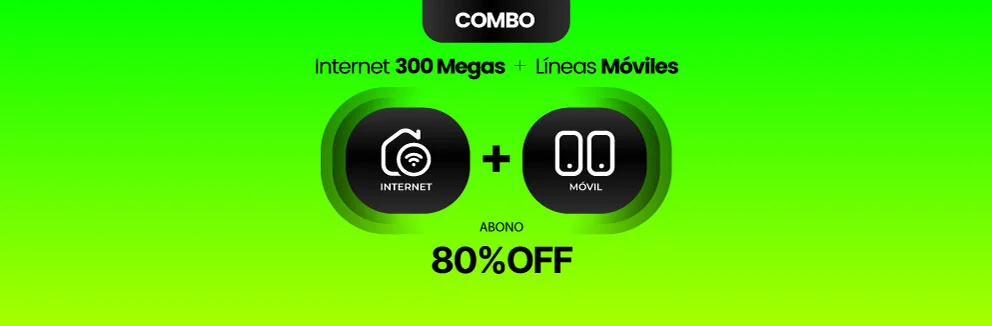 COMBO
Internet 300 Megas + Líneas Móviles
INTERNET + MÓVIL
ABONO
80%OFF